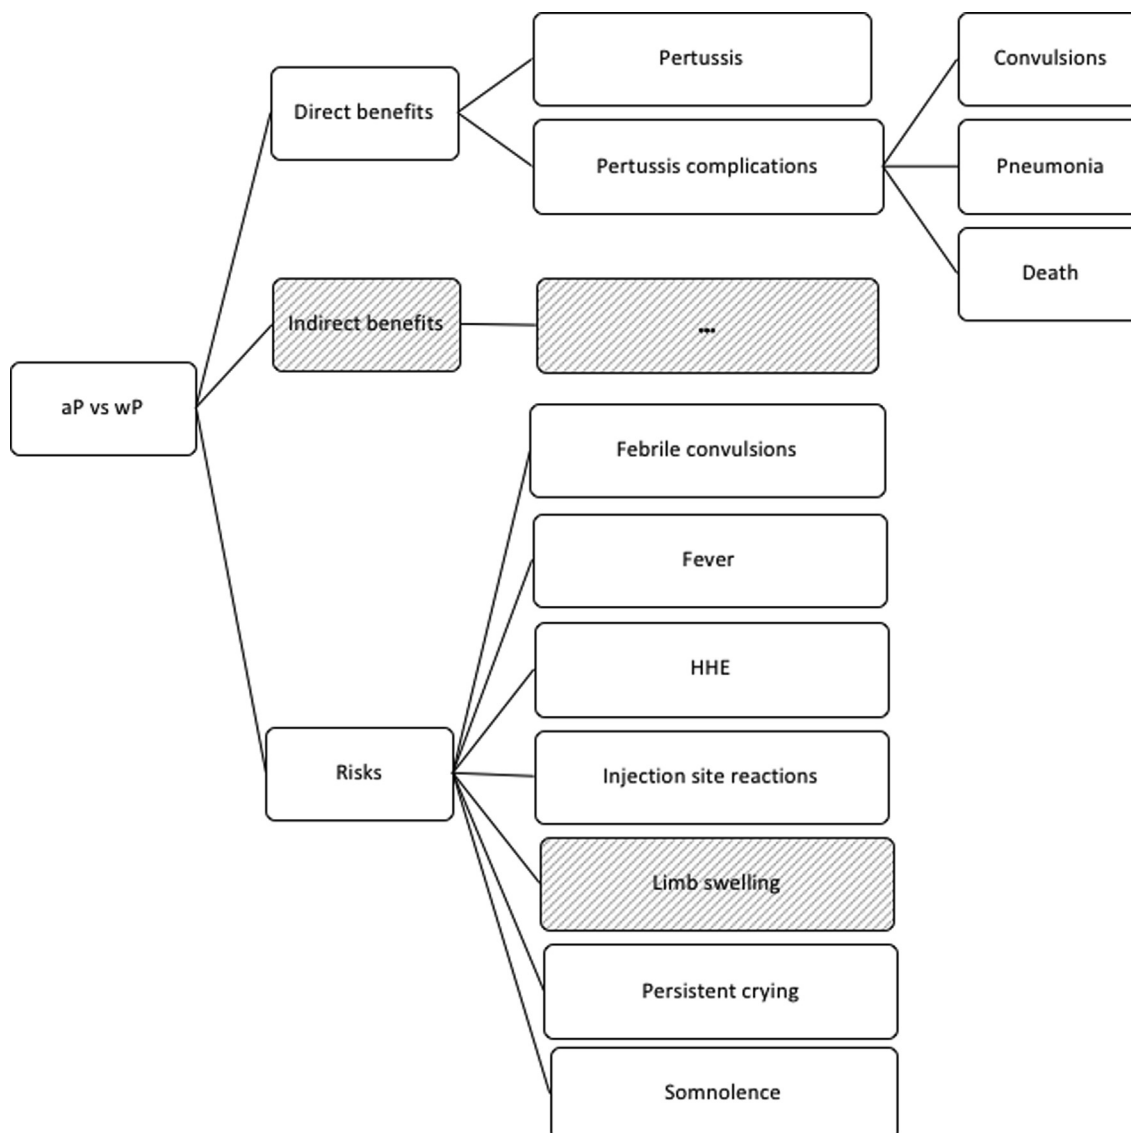 aP vs wP
Direct benefits
Pertussis
Pertussis complications
Convulsions
Pneumonia
Death
Indirect benefits
...
Risks
Febrile convulsions
Fever
HHE
Injection site reactions
Limb swelling
Persistent crying
Somnolence